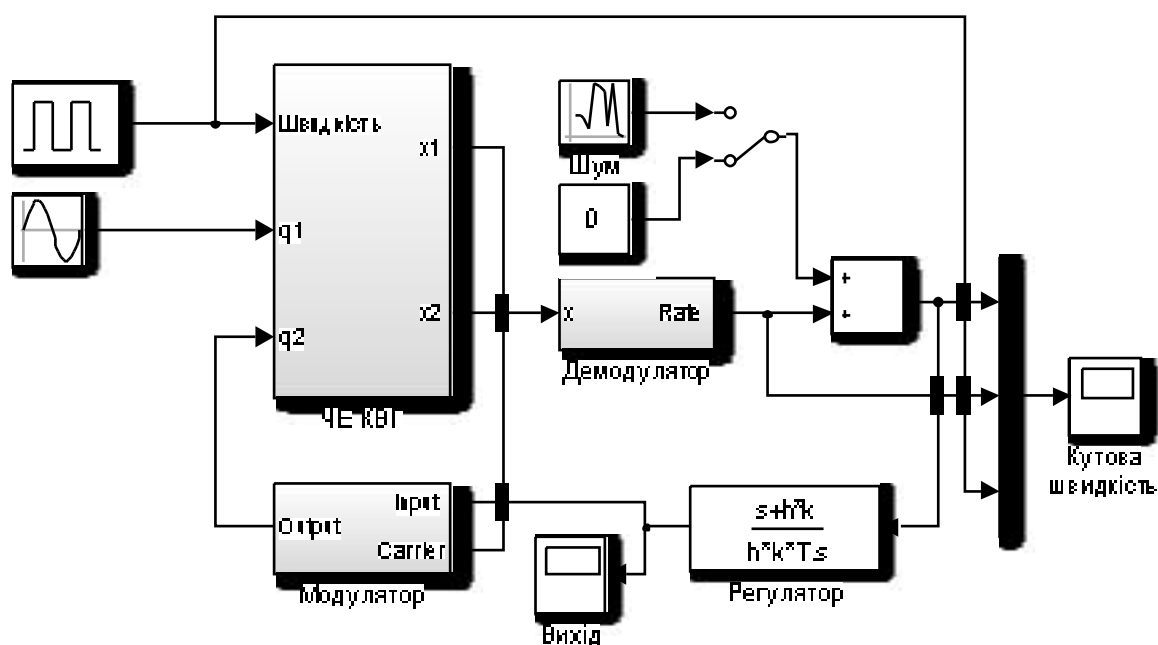 Швидкість
x1
q1
x2
q2
ЧЕ КВГ
Шум
0
x
Rate
Демодулятор
+
+
Кутова
швидкість
Input
Output
Carrier
Модулятор
Вихід
s+h*k
h*k*T.s
Регулятор